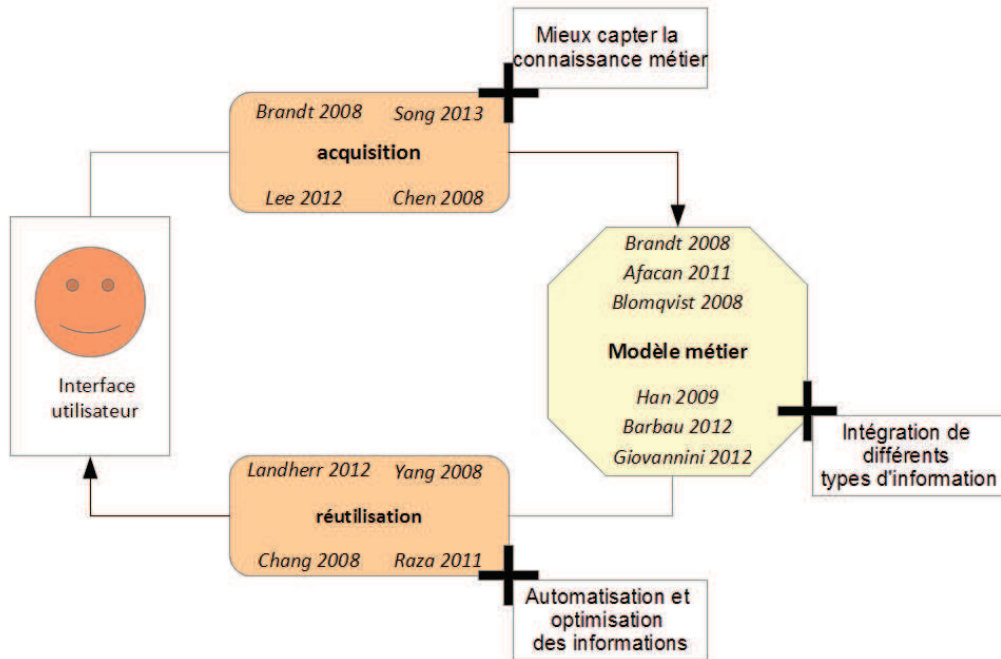 Mieux capter la
connaissance métier
Brandt 2008 Song 2013
acquisition
Lee 2012 Chen 2008
Interface
utilisateur
Brandt 2008
Afacan 2011
Blomqvist 2008
Modèle métier
Han 2009
Barbau 2012
Giovannini 2012
Intégration de
différents
types d'information
Landherr 2012 Yang 2008
réutilisation
Chang 2008 Raza 2011
Automatisation et
optimisation
des informations